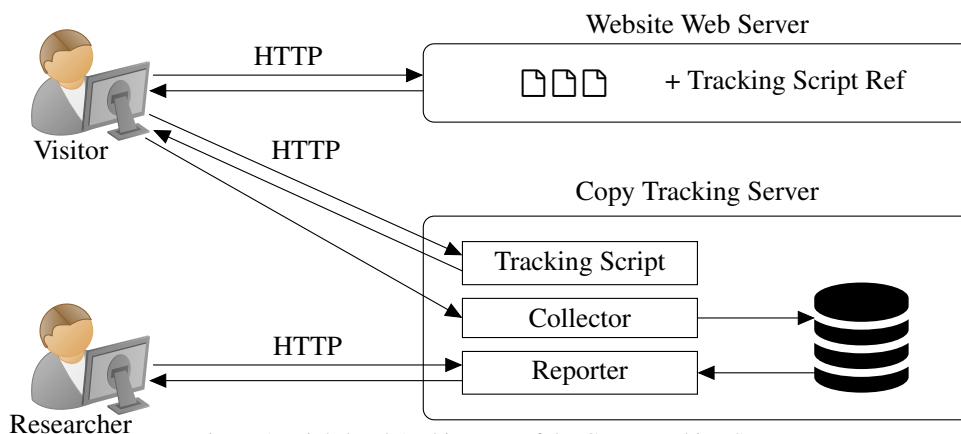 Website Web Server
HTTP
+ Tracking Script Ref
Visitor
HTTP
Copy Tracking Server
Tracking Script
Collector
HTTP
Reporter
Researcher